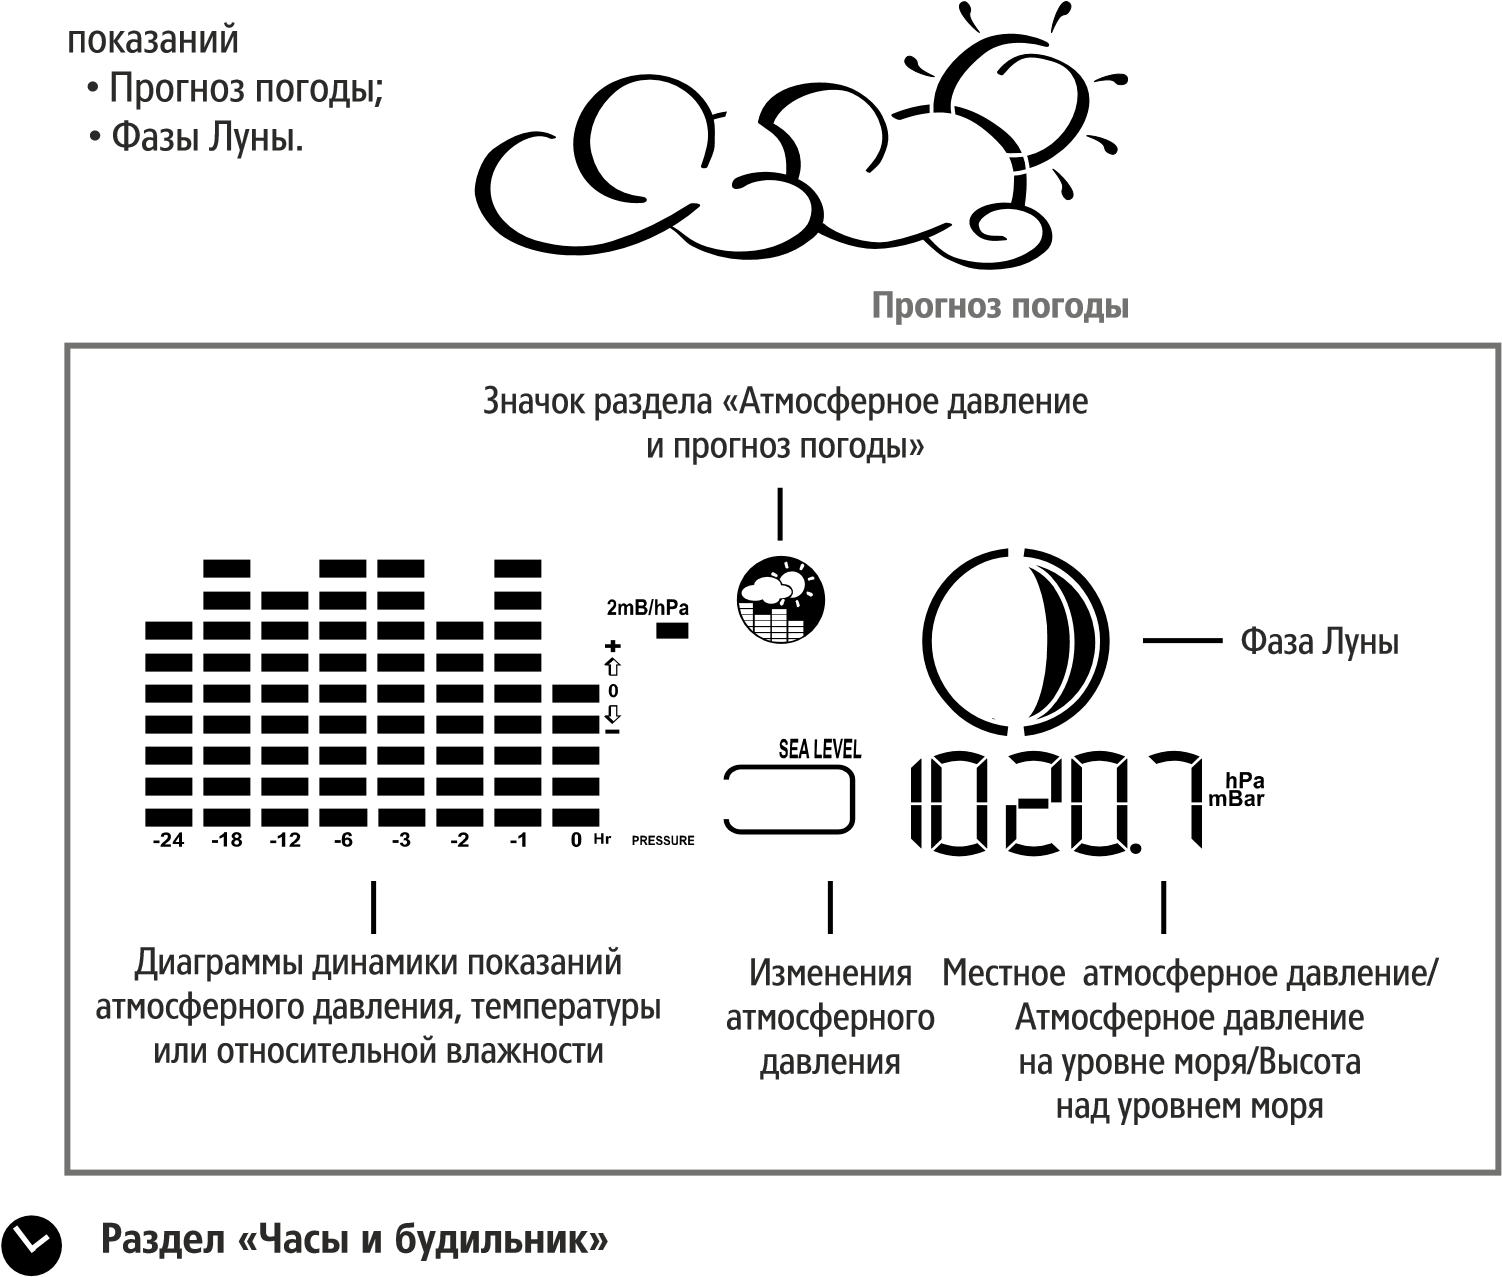 показаний
• Прогноз погоды;
• Фазы Луны.
Прогноз погоды
Значок раздела «Атмосферное давление
и прогноз погоды»
2mB/hPa
+
0
–
Фаза Луны
SEA LEVEL
1020.7
hPa
mBar
-24 -18 -12 -6 -3 -2 -1 0 Hr PRESSURE
Диаграммы динамики показаний
атмосферного давления, температуры
или относительной влажности
Изменения
атмосферного
давления
Местное атмосферное давление/
Атмосферное давление
на уровне моря/Высота
над уровнем моря
Раздел «Часы и будильник»